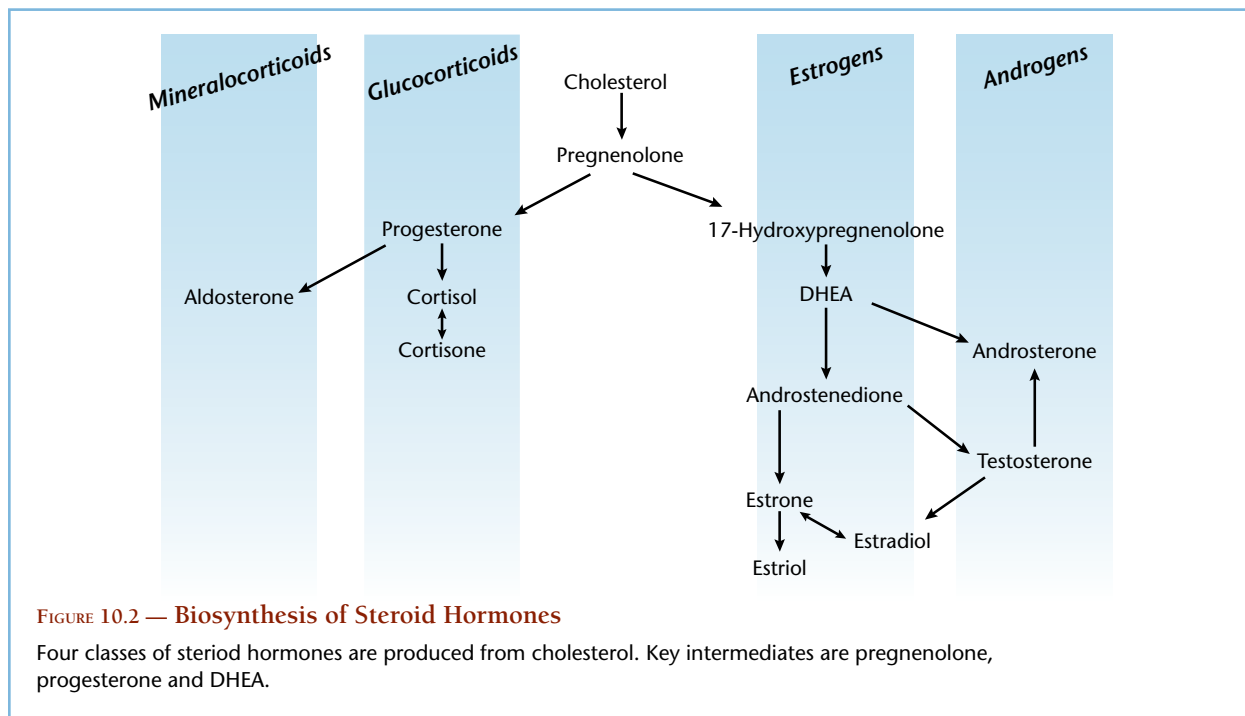 Mineralocorticoids
Glucocorticoids
Estrogens
Androgens
Cholesterol
Pregnenolone
Progesterone
17-Hydroxypregnenolone
Aldosterone
Cortisol
DHEA
Cortisone
Androsterone
Androstenedione
Testosterone
Estrone
Estradiol
Estriol
Figure 10.2 — Biosynthesis of Steroid Hormones
Four classes of steriod hormones are produced from cholesterol. Key intermediates are pregnenolone,
progesterone and DHEA.